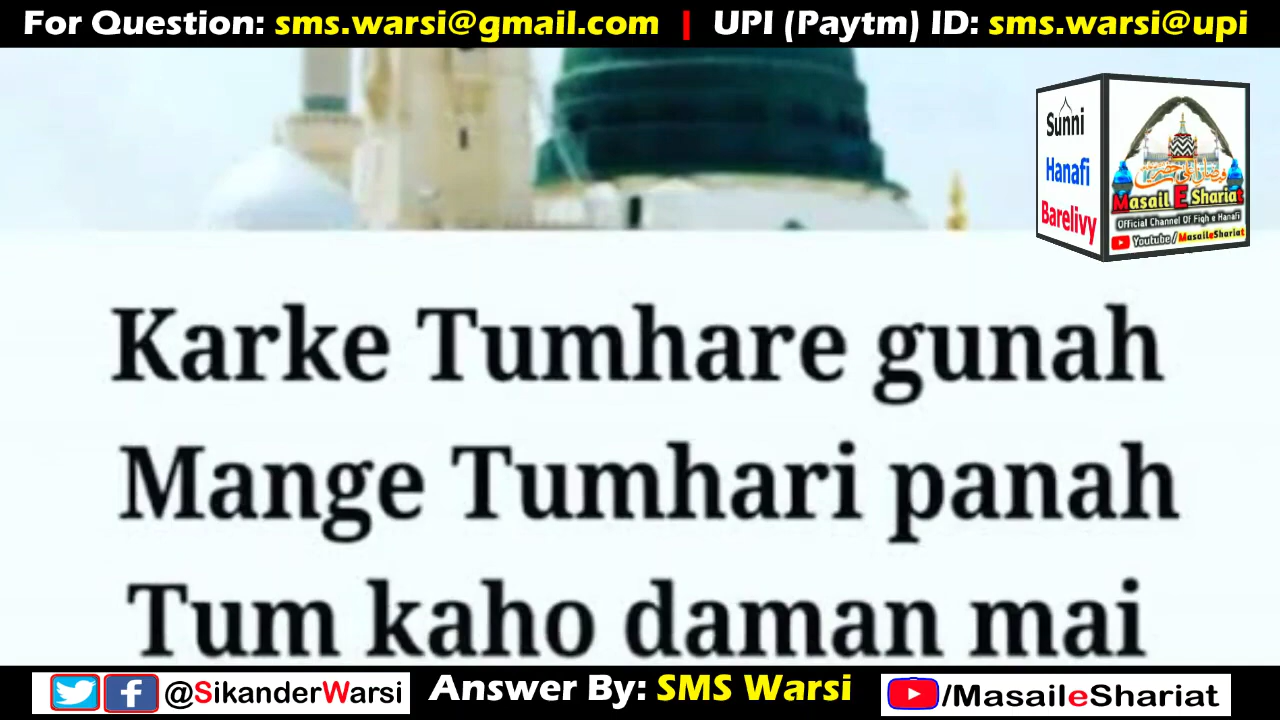 For Question: sms.warsi@gmail.com | UPI (Paytm) ID: sms.warsi@upi
Sunni
Hanafi
Barelivy
Masail E Shariat
Official Channel Of Fiqh e Hanafi
Youtube / MasaileShariat
Karke Tumhare gunah
Mange Tumhari panah
Tum kaho daman mai
@SikanderWarsi
Answer By: SMS Warsi
/MasaileShariat